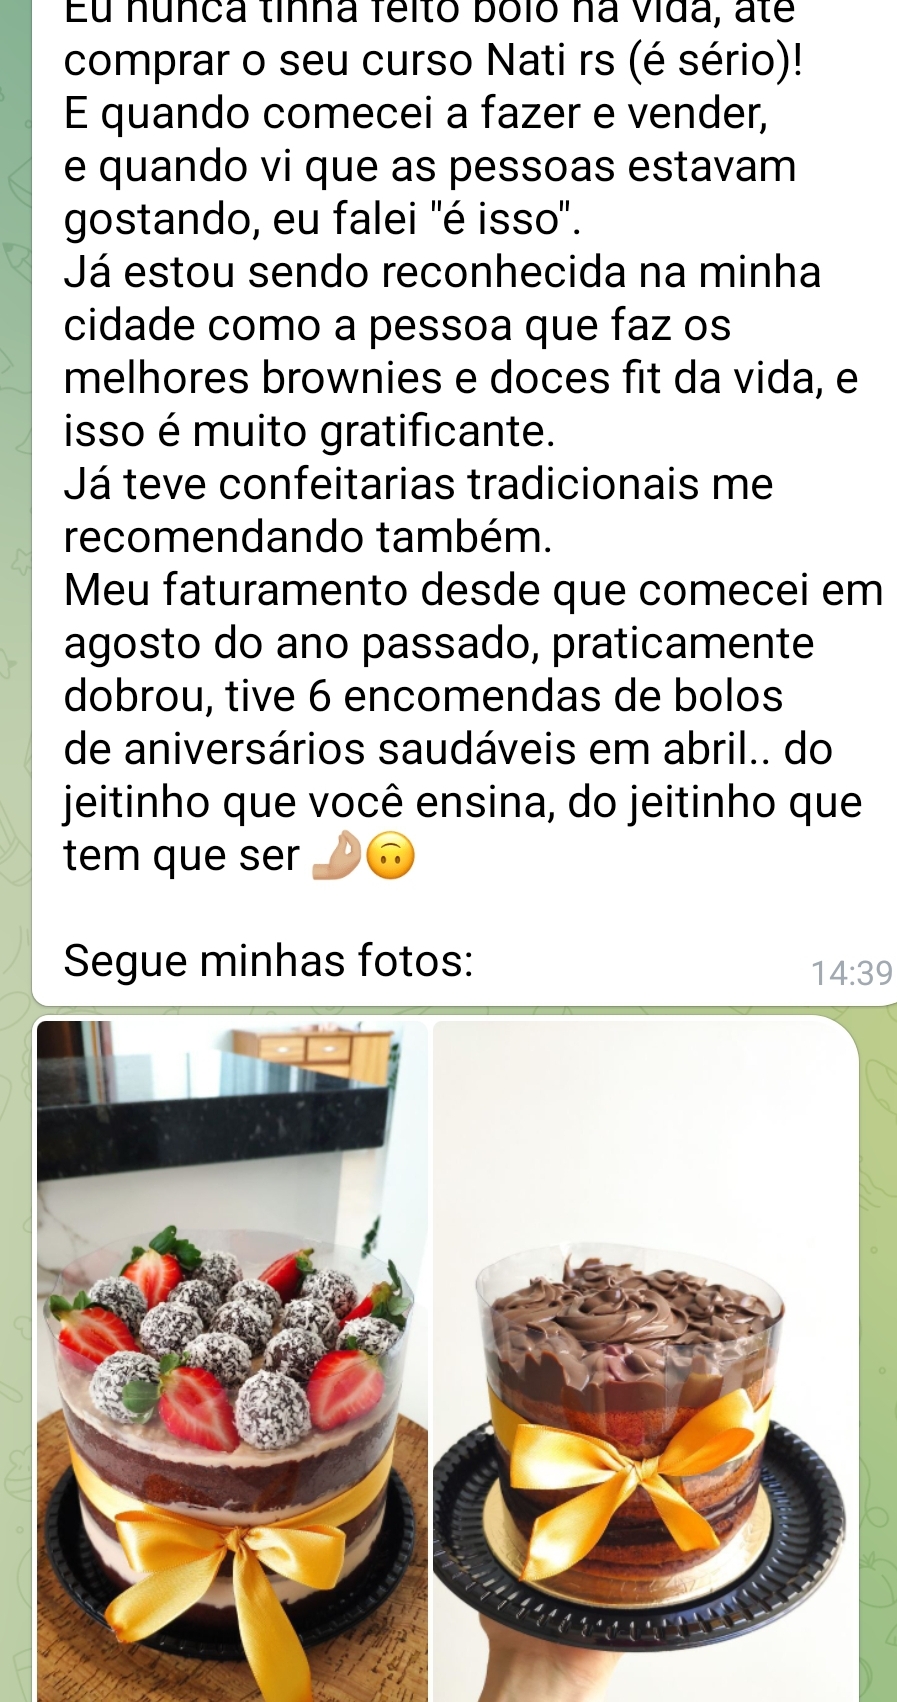 Eu nunca tinha feito bolo na vida, até
comprar o seu curso Nati rs (é sério)!
E quando comecei a fazer e vender,
e quando vi que as pessoas estavam
gostando, eu falei "é isso".
Já estou sendo reconhecida na minha
cidade como a pessoa que faz os
melhores brownies e doces fit da vida, e
isso é muito gratificante.
Já teve confeitarias tradicionais me
recomendando também.
Meu faturamento desde que comecei em
agosto do ano passado, praticamente
dobrou, tive 6 encomendas de bolos
de aniversários saudáveis em abril.. do
jeitinho que você ensina, do jeitinho que
tem que ser 🤌🏼🙃
Segue minhas fotos:
14:39